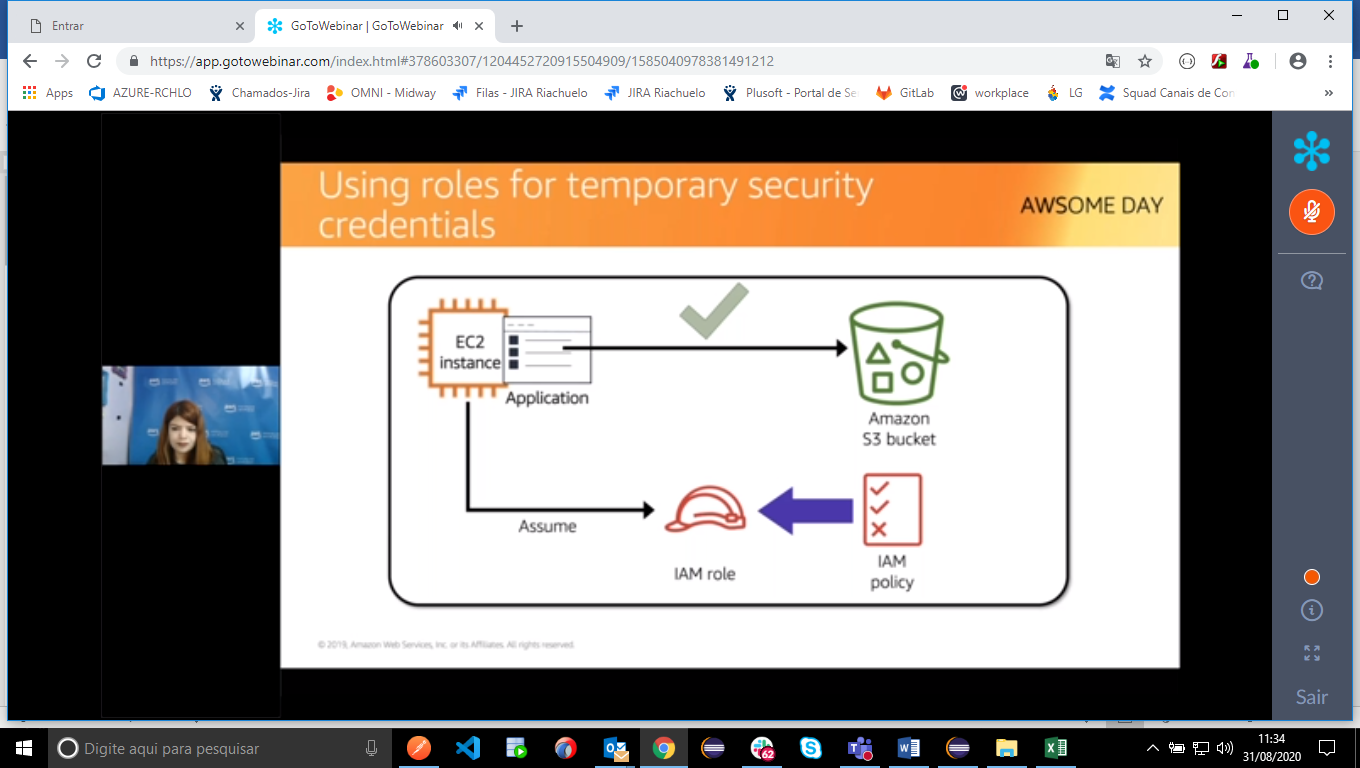 Entrar
GoToWebinar | GoToWebinar
https://app.gotowebinar.com/index.html#378603307/1204452720915504909/1585040978381491212
Apps AZURE-RCHLO Chamados-Jira OMNI - Midway Filas - JIRA Riachuelo JIRA Riachuelo Plusoft - Portal de Se GitLab workplace LG Squad Canais de Con
Using roles for temporary security
credentials
AWSOME DAY
EC2
instance
Application
Amazon
S3 bucket
Assume
IAM role
IAM
policy
© 2019, Amazon Web Services, Inc. or its Affiliates. All rights reserved.
Sair
Digite aqui para pesquisar
62
11:34
31/08/2020